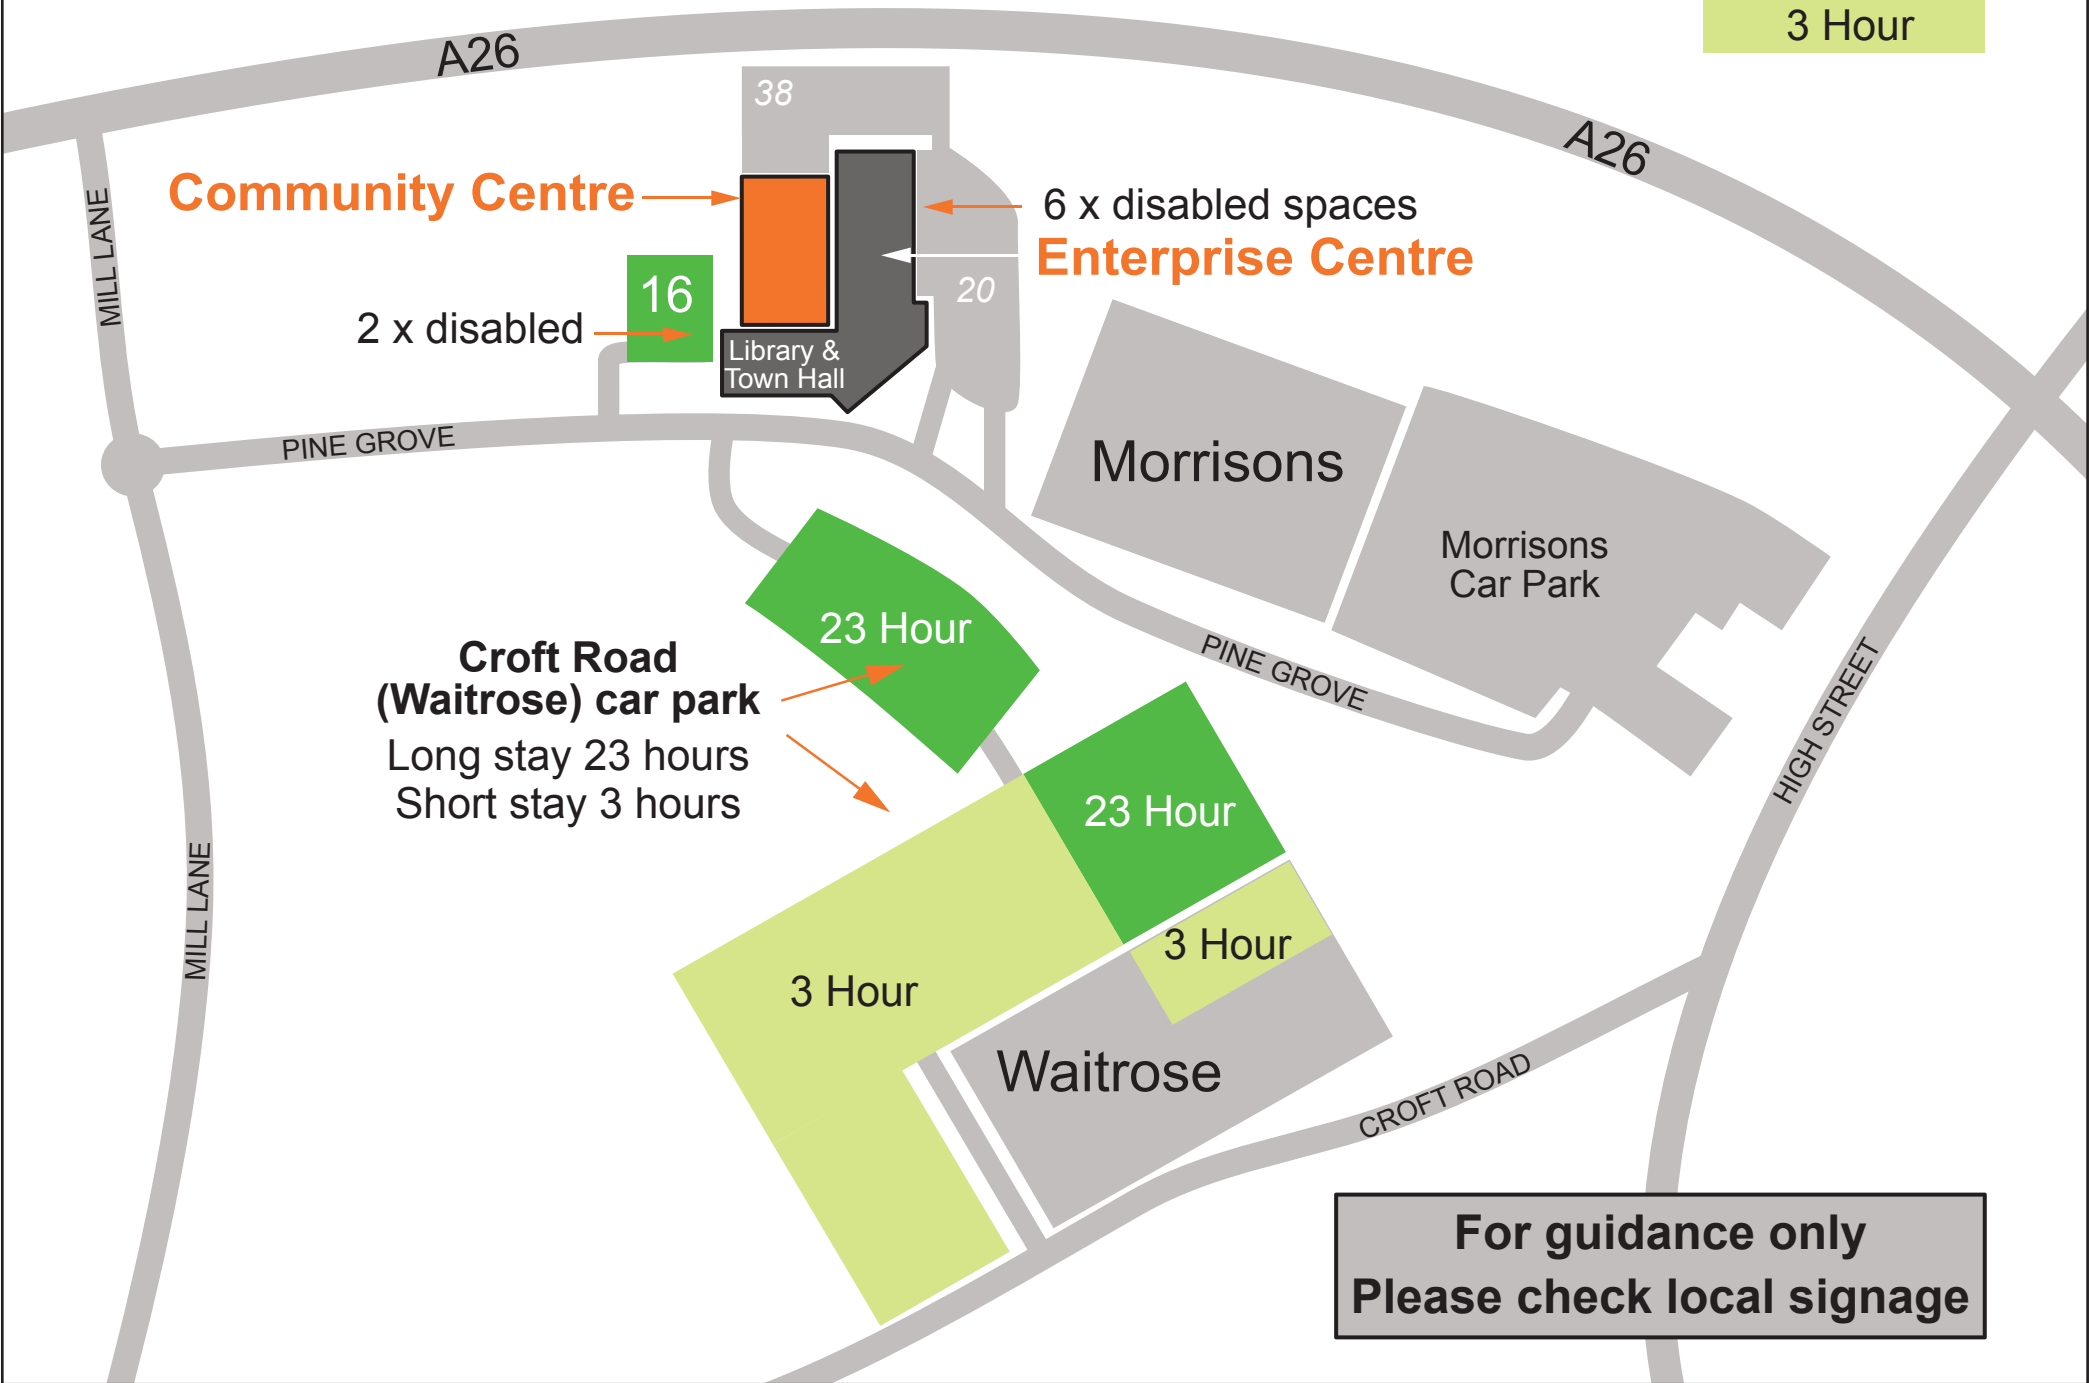 3 Hour
A26
38
A26
Community Centre
MILL LANE
6 x disabled spaces
Enterprise Centre
16
20
2 x disabled
Library &
Town Hall
PINE GROVE
Morrisons
Morrisons
Car Park
23 Hour
Croft Road
(Waitrose) car park
Long stay 23 hours
Short stay 3 hours
PINE GROVE
HIGH STREET
23 Hour
MILL LANE
3 Hour
3 Hour
Waitrose
CROFT ROAD
For guidance only
Please check local signage